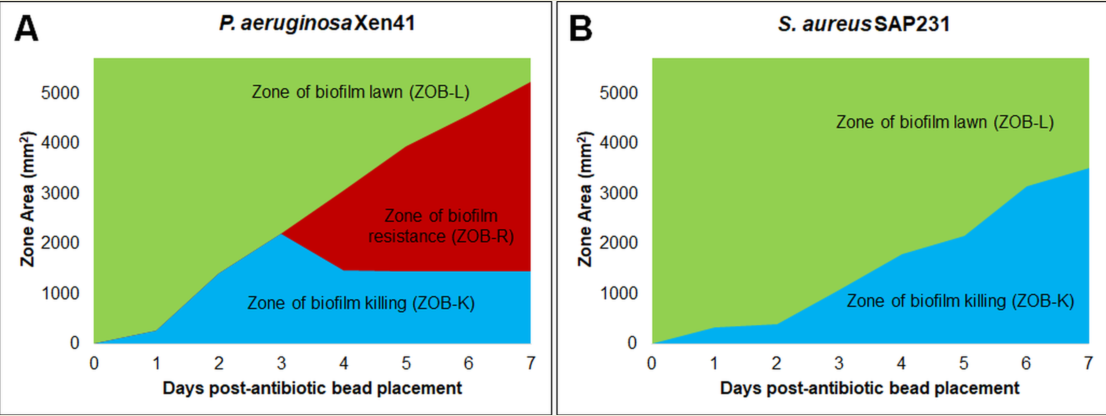 A
P. aeruginosa Xen41
Zone of biofilm lawn (ZOB-L)
Zone of biofilm
resistance (ZOB-R)
Zone of biofilm killing (ZOB-K)
Zone Area (mm²)
5000
4000
3000
2000
1000
0
0 1 2 3 4 5 6 7
Days post-antibiotic bead placement
B
S. aureus SAP231
Zone of biofilm lawn (ZOB-L)
Zone of biofilm killing (ZOB-K)
Zone Area (mm²)
5000
4000
3000
2000
1000
0
0 1 2 3 4 5 6 7
Days post-antibiotic bead placement